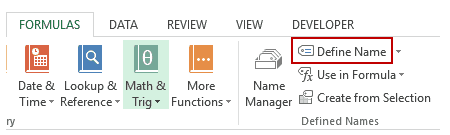 FORMULAS DATA REVIEW VIEW DEVELOPER
Date & Time
Lookup & Reference
Math & Trig
More Functions
Name Manager
Define Name
Use in Formula
Create from Selection
ry
Defined Names